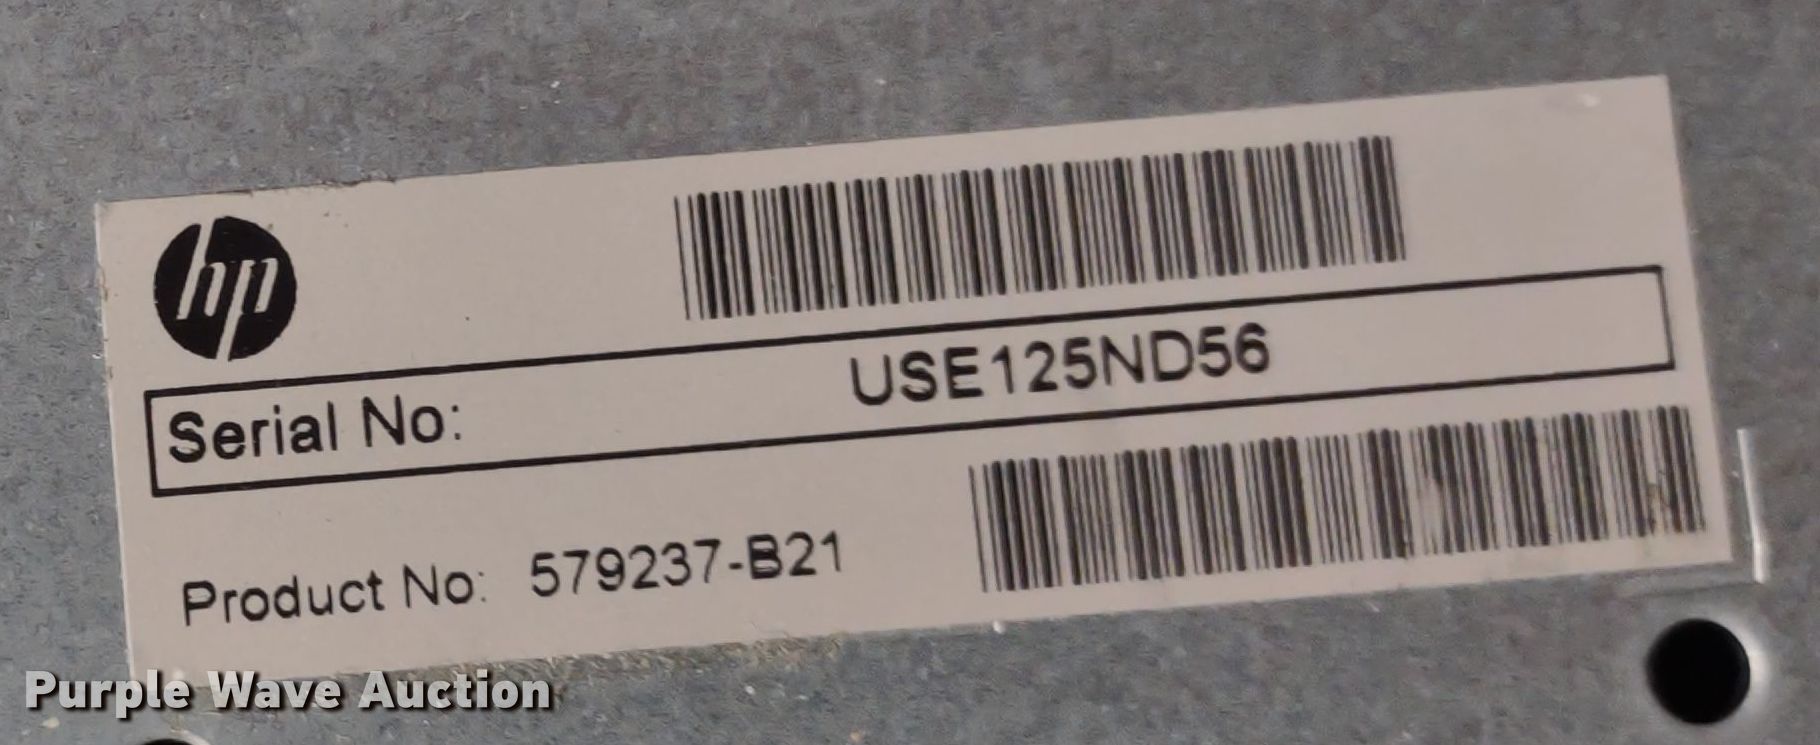 hp
Serial No: USE125ND56
Product No: 579237-B21
Purple Wave Auction